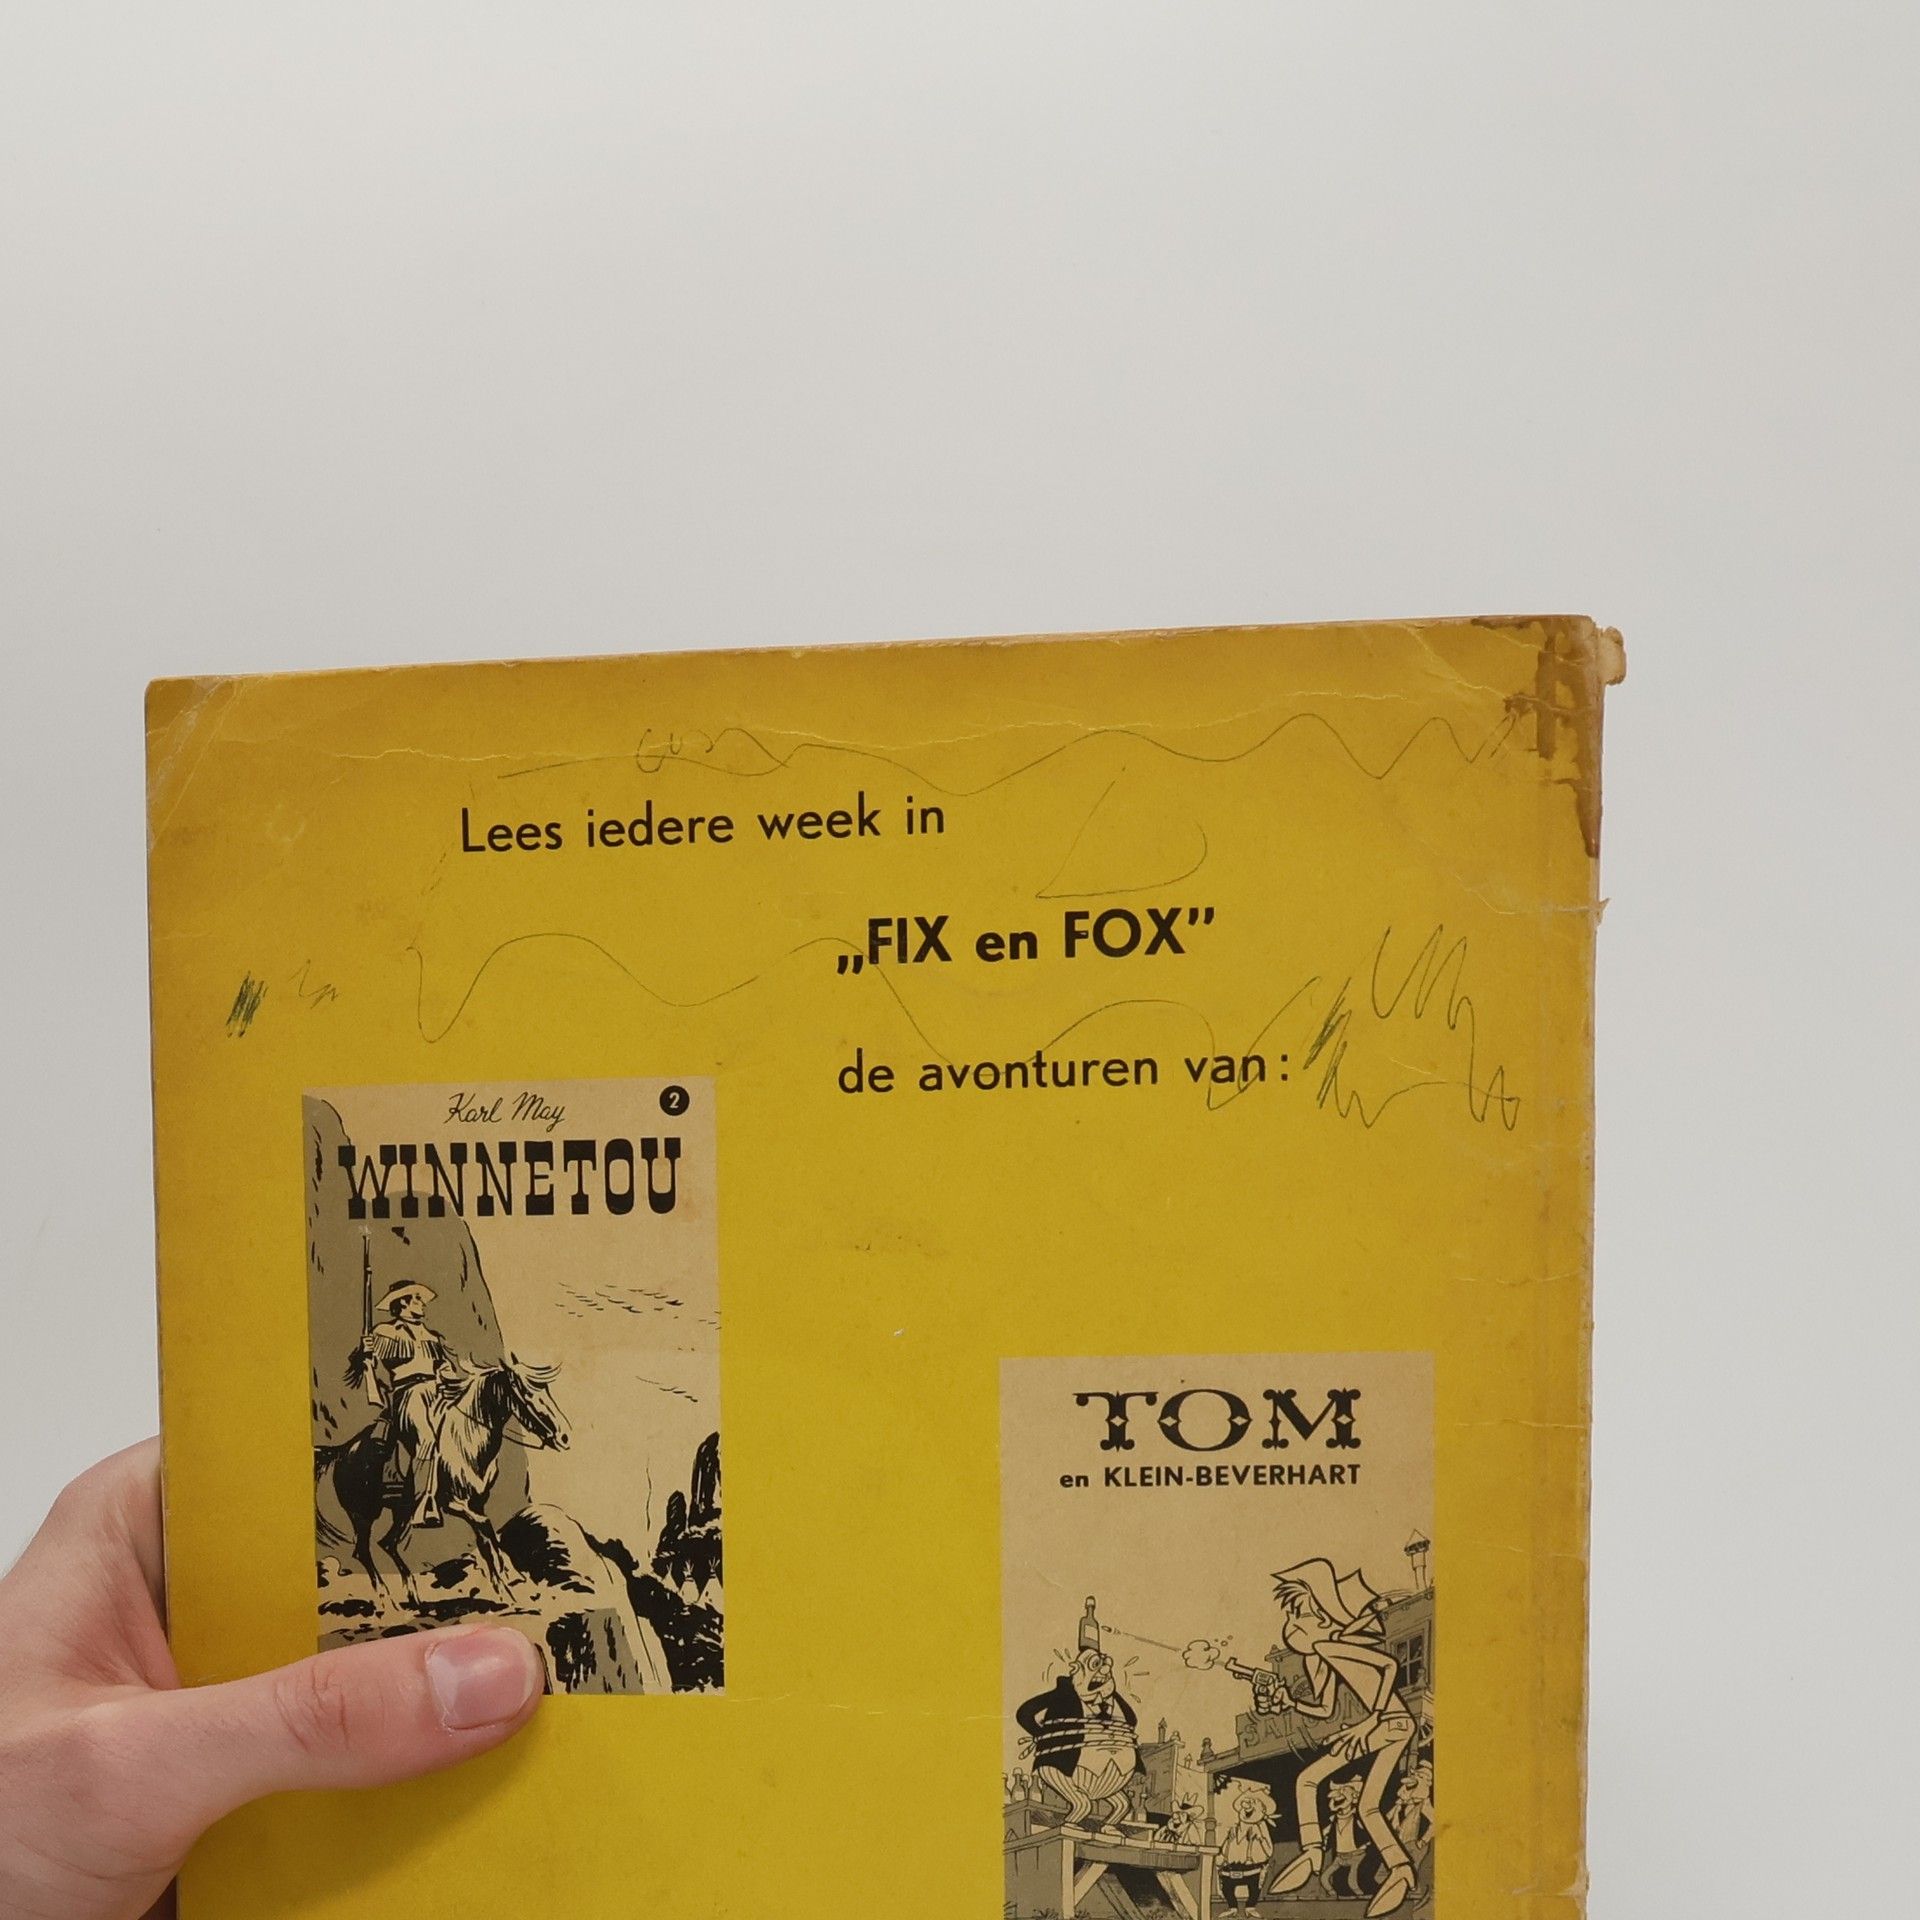 Lees iedere week in
„FIX en FOX”
de avonturen van:
Karl May
2
WINNETOU
TOM
en KLEIN-BEVERHART